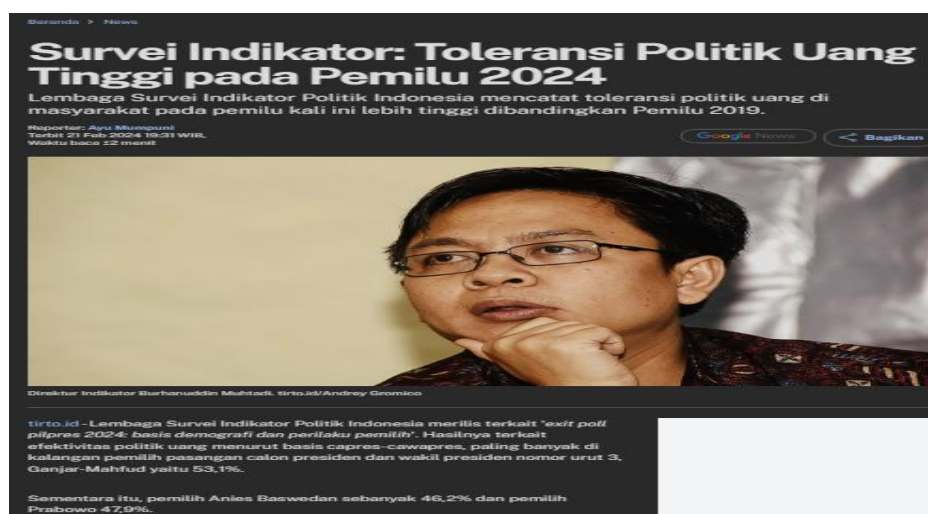 Beranda > News
Survei Indikator: Toleransi Politik Uang
Tinggi pada Pemilu 2024
Lembaga Survei Indikator Politik Indonesia mencatat toleransi politik uang di
masyarakat pada pemilu kali ini lebih tinggi dibandingkan Pemilu 2019.
Reporter: Ayu Mumpuni
Terbit 21 Feb 2024 19:31 WIB,
Waktu baca ±2 menit
Google News
Bagikan
Direktur Indikator Burhanuddin Muhtadi. tirto.id/Andrey Gromico
tirto.id - Lembaga Survei Indikator Politik Indonesia merilis terkait "exit poll
pilpres 2024: basis demografi dan perilaku pemilih". Hasilnya terkait
efektivitas politik uang menurut basis capres-cawapres, paling banyak di
kalangan pemilih pasangan calon presiden dan wakil presiden nomor urut 3,
Ganjar-Mahfud yaitu 53,1%.
Sementara itu, pemilih Anies Baswedan sebanyak 46,2% dan pemilih
Prabowo 47,9%.